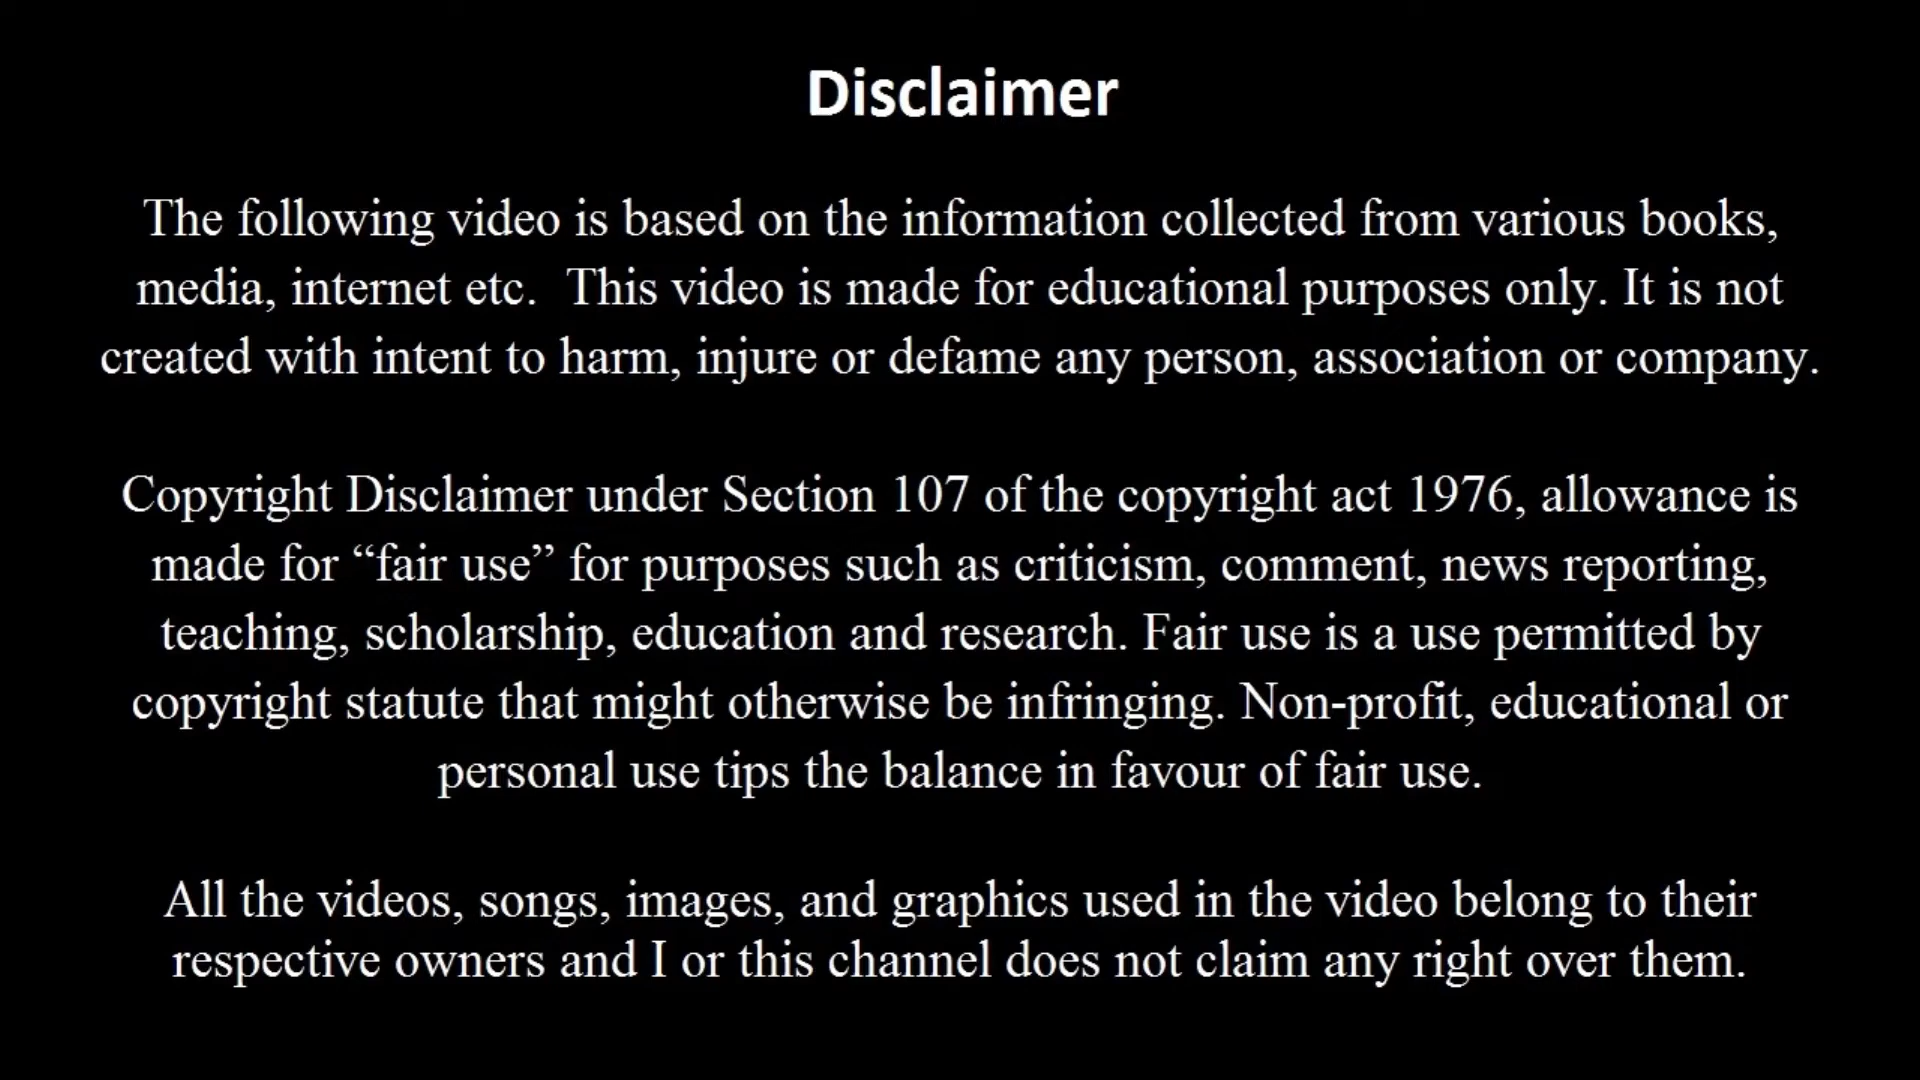 Disclaimer
The following video is based on the information collected from various books,
media, internet etc.  This video is made for educational purposes only. It is not
created with intent to harm, injure or defame any person, association or company.
Copyright Disclaimer under Section 107 of the copyright act 1976, allowance is
made for “fair use” for purposes such as criticism, comment, news reporting,
teaching, scholarship, education and research. Fair use is a use permitted by
copyright statute that might otherwise be infringing. Non-profit, educational or
personal use tips the balance in favour of fair use.
All the videos, songs, images, and graphics used in the video belong to their
respective owners and I or this channel does not claim any right over them.